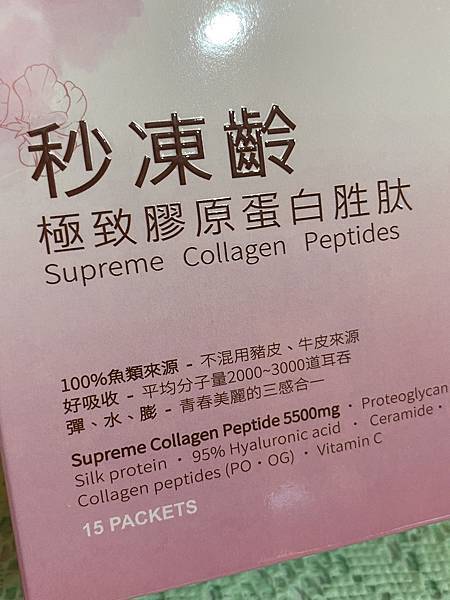 秒凍齡
極致膠原蛋白胜肽
Supreme Collagen Peptides
100%魚類來源 - 不混用豬皮、牛皮來源
好吸收 - 平均分子量2000~3000道耳吞
彈、水、膨 - 青春美麗的三感合一
Supreme Collagen Peptide 5500mg・Proteoglycan
Silk protein・95% Hyaluronic acid・Ceramide・
Collagen peptides (PO・OG)・Vitamin C
15 PACKETS